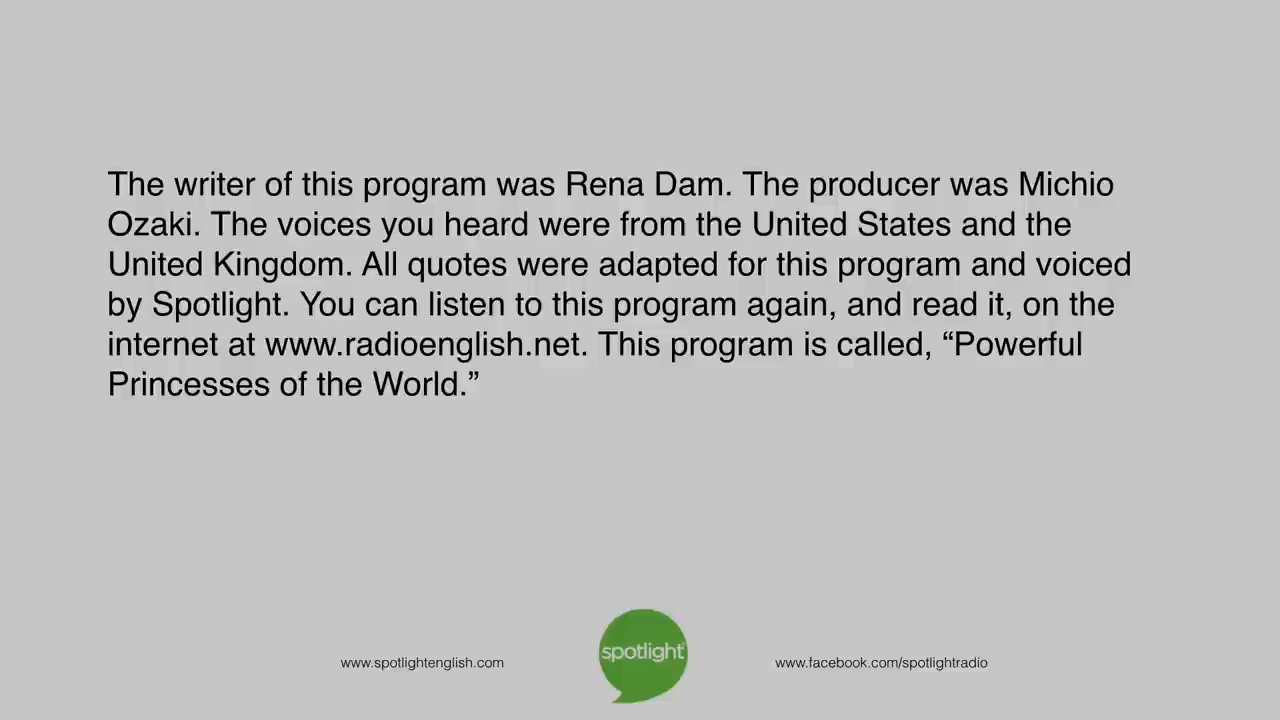 The writer of this program was Rena Dam. The producer was Michio
Ozaki. The voices you heard were from the United States and the
United Kingdom. All quotes were adapted for this program and voiced
by Spotlight. You can listen to this program again, and read it, on the
internet at www.radioenglish.net. This program is called, “Powerful
Princesses of the World.”
www.spotlightenglish.com
spotlight
www.facebook.com/spotlightradio